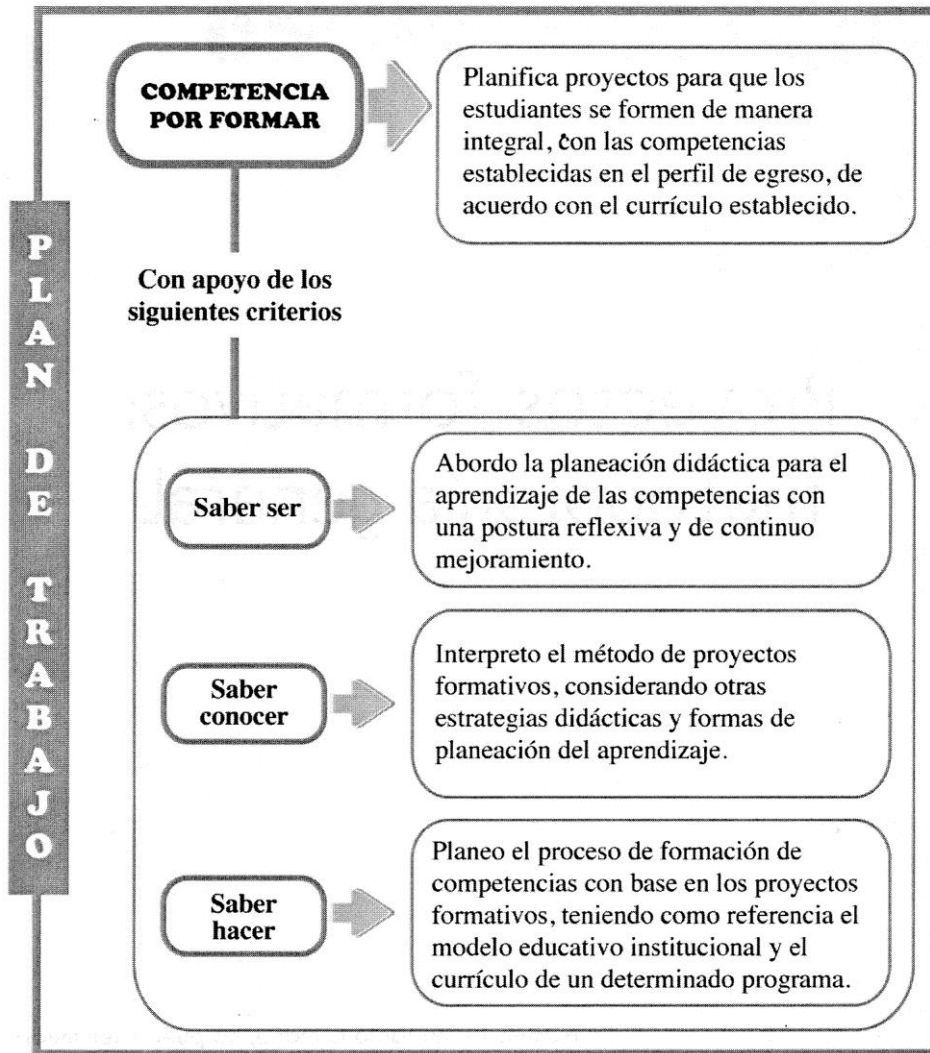 PLAN DE TRABAJO
COMPETENCIA
POR FORMAR
Planifica proyectos para que los
estudiantes se formen de manera
integral, con las competencias
establecidas en el perfil de egreso, de
acuerdo con el currículo establecido.
Con apoyo de los
siguientes criterios
Saber ser
Abordo la planeación didáctica para el
aprendizaje de las competencias con
una postura reflexiva y de continuo
mejoramiento.
Saber
conocer
Interpreto el método de proyectos
formativos, considerando otras
estrategias didácticas y formas de
planeación del aprendizaje.
Saber
hacer
Planeo el proceso de formación de
competencias con base en los proyectos
formativos, teniendo como referencia el
modelo educativo institucional y el
currículo de un determinado programa.